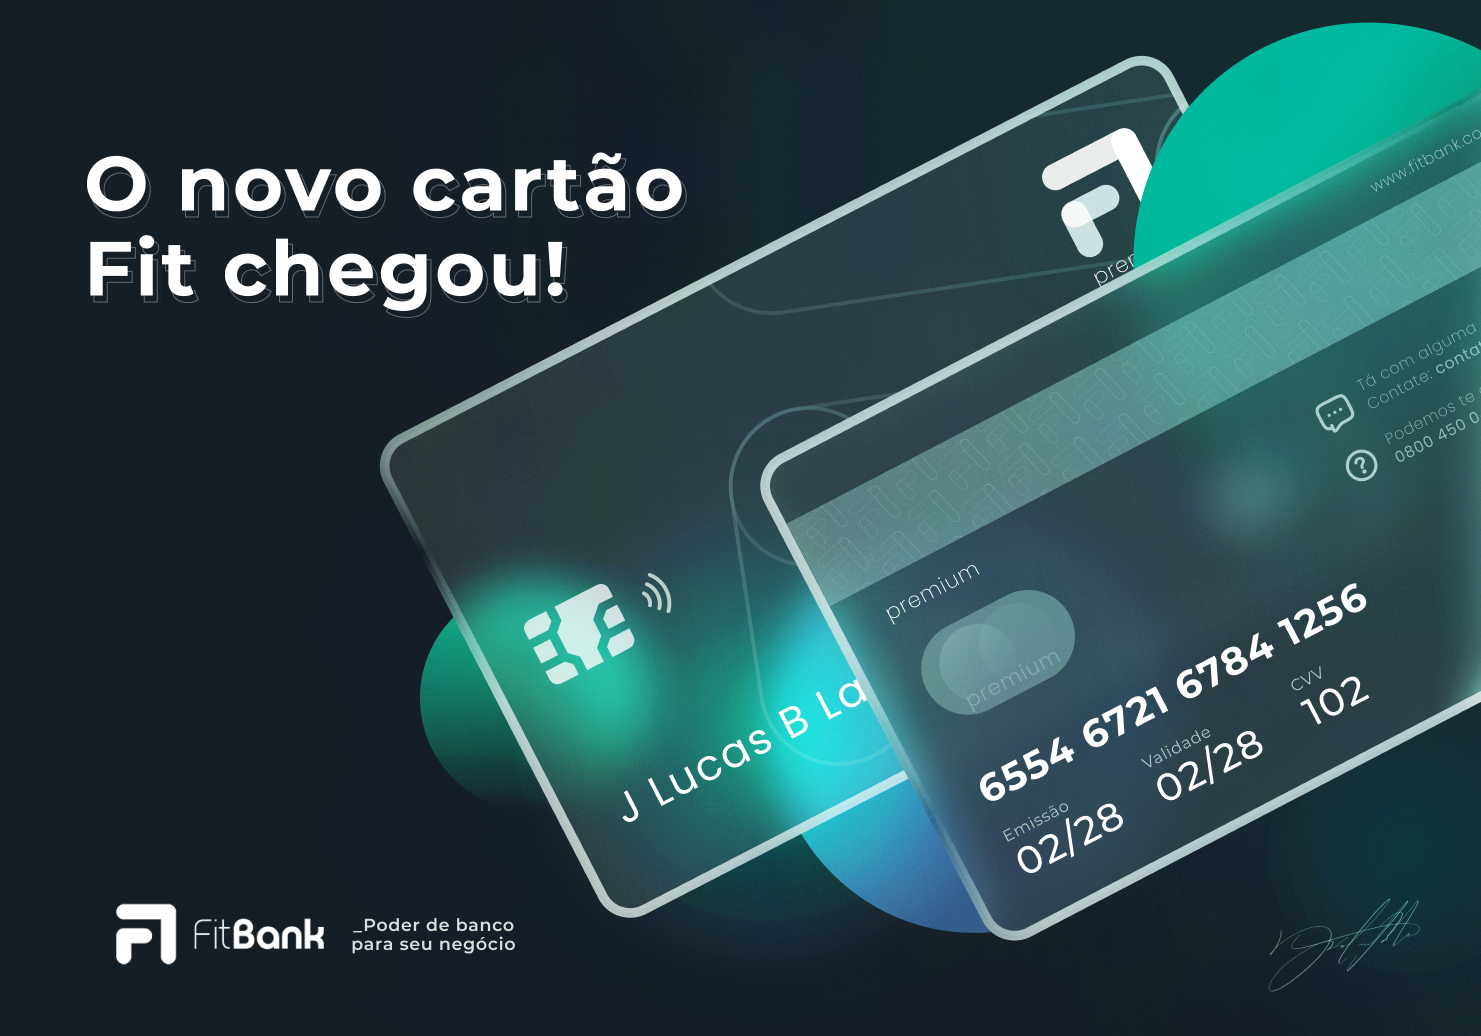 O novo cartão
Fit chegou!
www.fitbank.co
Tá com alguma
Contate: contat
Podemos te
0800 450 0
premium
premium
6554 6721 6784 1256
CVV
102
Validade
02/28
Emissão
02/28
prem
J Lucas B La
FitBank
_Poder de banco
para seu negócio